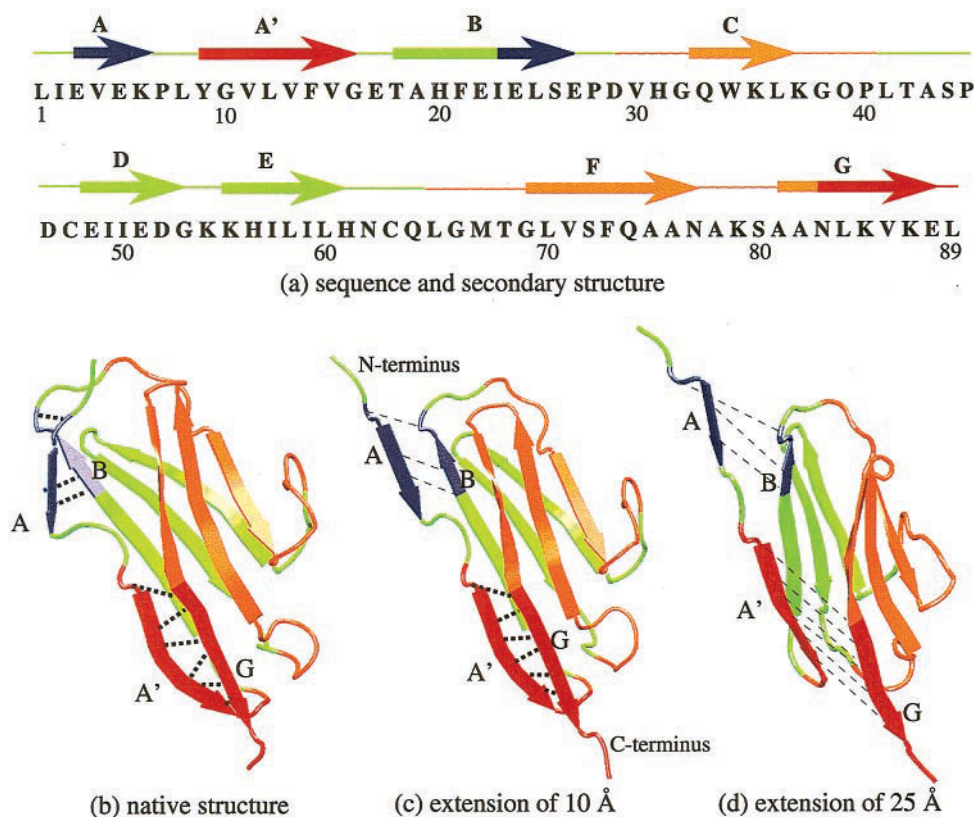 A A' B C
LIEVEKPLYGVLVFVGETAHFEIELSEPDVHGQWKLKGOPLTASP
1 10 20 30 40
D E F G
DCEIIEDGKKHILILHNCQLGMTGLVSFQAANAKSAANLKVKEL
50 60 70 80 89
(a) sequence and secondary structure
N-terminus
A B A B A B
A' G A' G A' G
C-terminus
(b) native structure (c) extension of 10 Å (d) extension of 25 Å